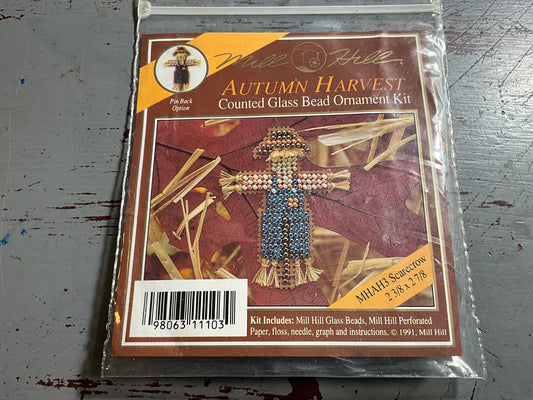 Mill Hill
Pin Back
Option
AUTUMN HARVEST
Counted Glass Bead Ornament Kit
MHAH3 Scarecrow
2 3/8 x 2 7/8
98063 11103
Kit Includes: Mill Hill Glass Beads, Mill Hill Perforated
Paper, floss, needle, graph and instructions. © 1991, Mill Hill